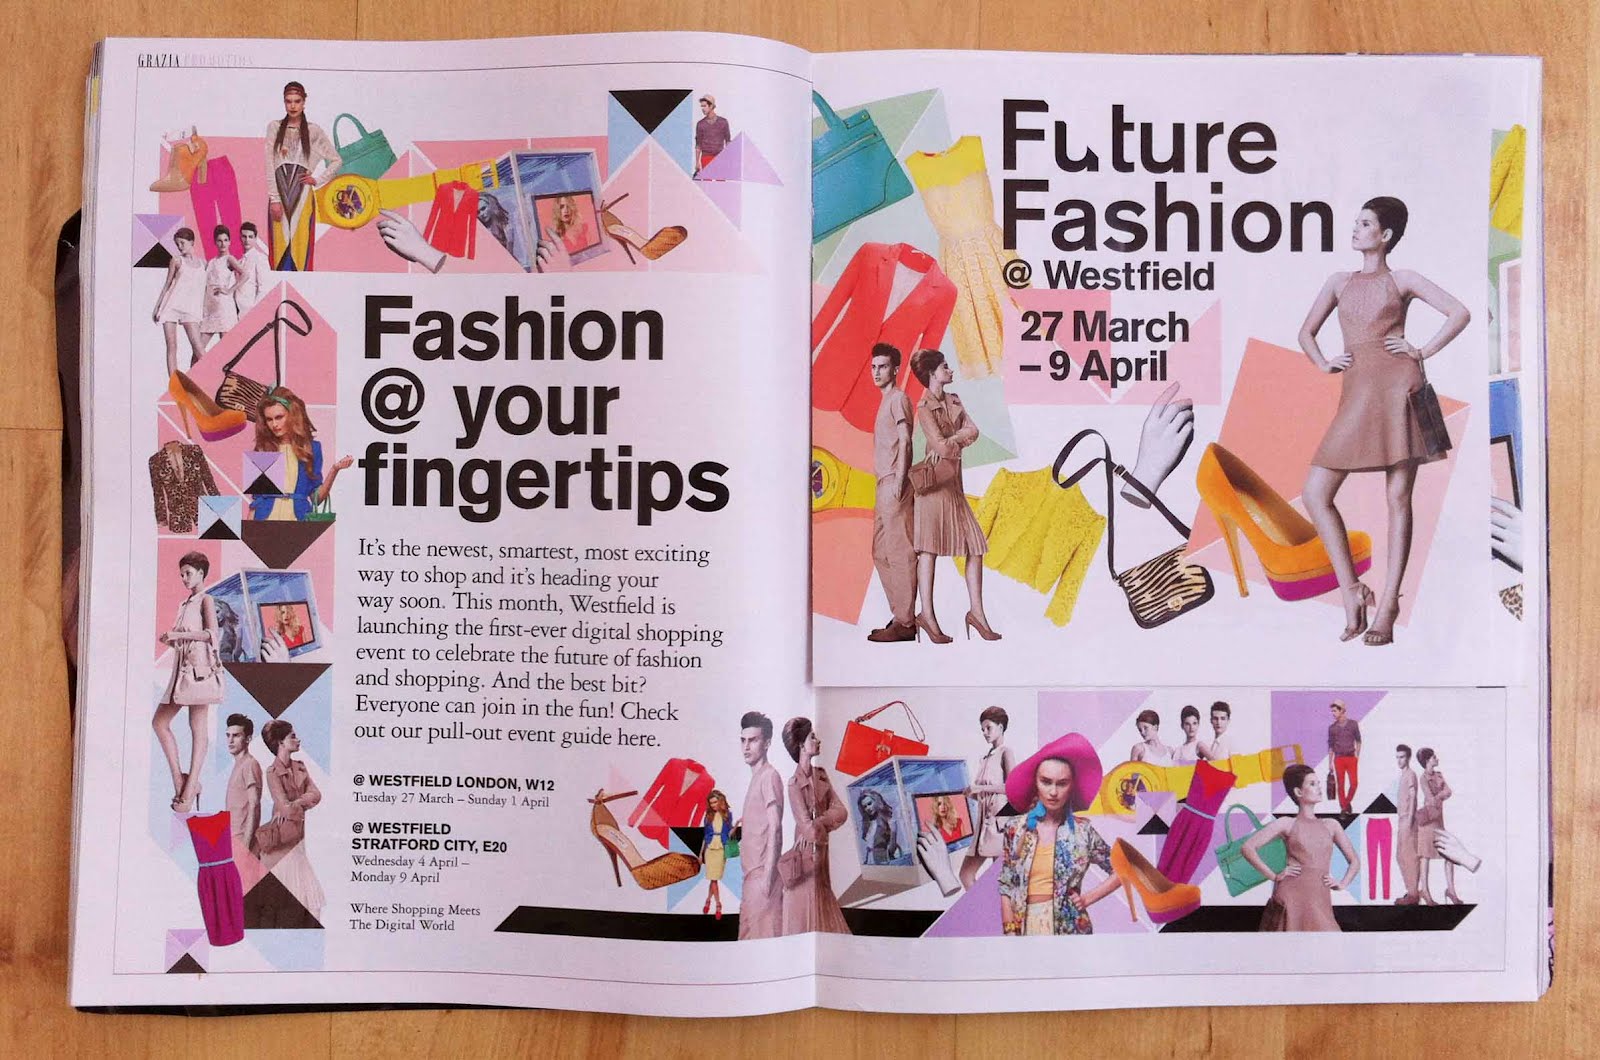 GRAZIA PROMOTION
Fashion
@ your
fingertips
It's the newest, smartest, most exciting
way to shop and it's heading your
way soon. This month, Westfield is
launching the first-ever digital shopping
event to celebrate the future of fashion
and shopping. And the best bit?
Everyone can join in the fun! Check
out our pull-out event guide here.
@ WESTFIELD LONDON, W12
Tuesday 27 March – Sunday 1 April
@ WESTFIELD
STRATFORD CITY, E20
Wednesday 4 April –
Monday 9 April
Where Shopping Meets
The Digital World
Future
Fashion
@ Westfield
27 March
– 9 April